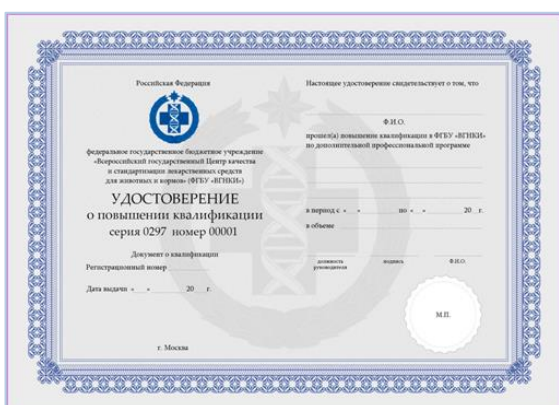 Российская Федерация
федеральное государственное бюджетное учреждение
«Всероссийский государственный Центр качества
и стандартизации лекарственных средств
для животных и кормов» (ФГБУ «ВГНКИ»)
УДОСТОВЕРЕНИЕ
о повышении квалификации
серия 0297 номер 00001
Документ о квалификации
Регистрационный номер
Дата выдачи « » 20 г.
г. Москва
Настоящее удостоверение свидетельствует о том, что
Ф.И.О.
прошел(а) повышение квалификации в ФГБУ «ВГНКИ»
по дополнительной профессиональной программе
в период с « » по « » 20 г.
в объеме
должность подпись Ф.И.О.
руководителя
М.П.